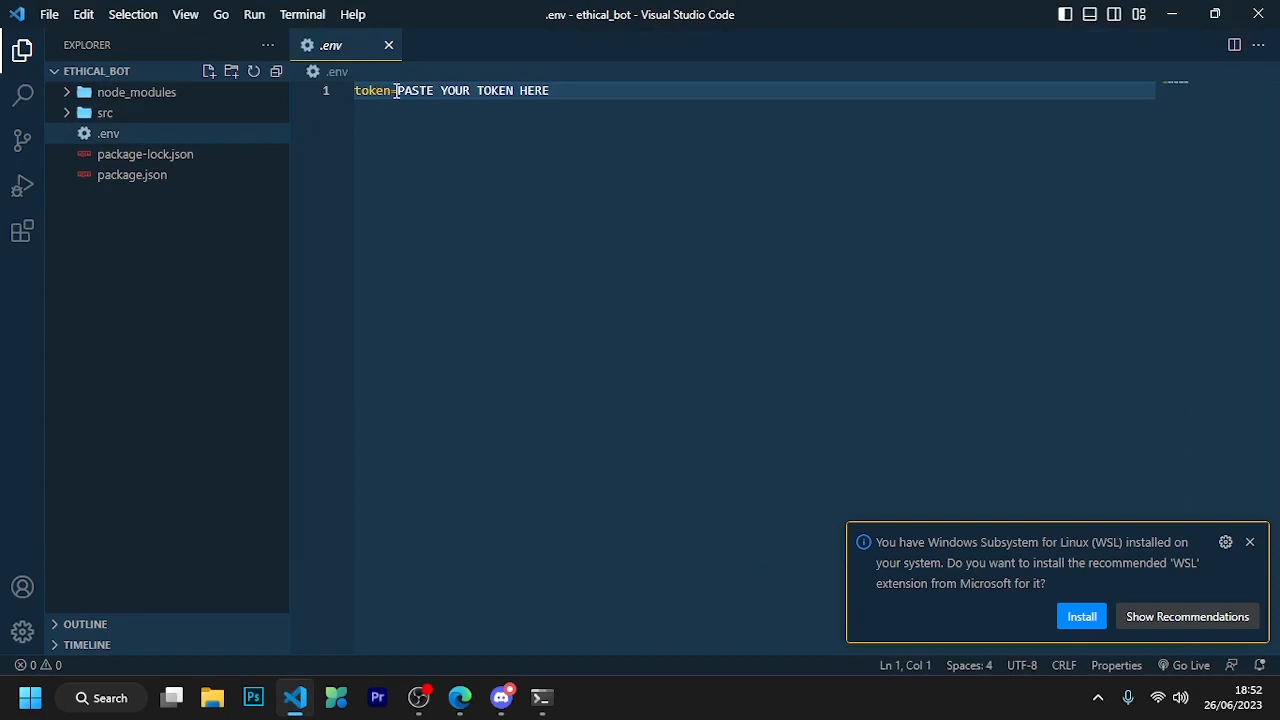 File Edit Selection View Go Run Terminal Help
.env - ethical_bot - Visual Studio Code
EXPLORER
.env
ETHICAL_BOT
.env
node_modules
1 token=PASTE YOUR TOKEN HERE
src
.env
package-lock.json
package.json
You have Windows Subsystem for Linux (WSL) installed on
your system. Do you want to install the recommended 'WSL'
extension from Microsoft for it?
Install Show Recommendations
OUTLINE
TIMELINE
0 0
Ln 1, Col 1 Spaces: 4 UTF-8 CRLF Properties Go Live
Search
Ps
Pr
18:52
26/06/2023